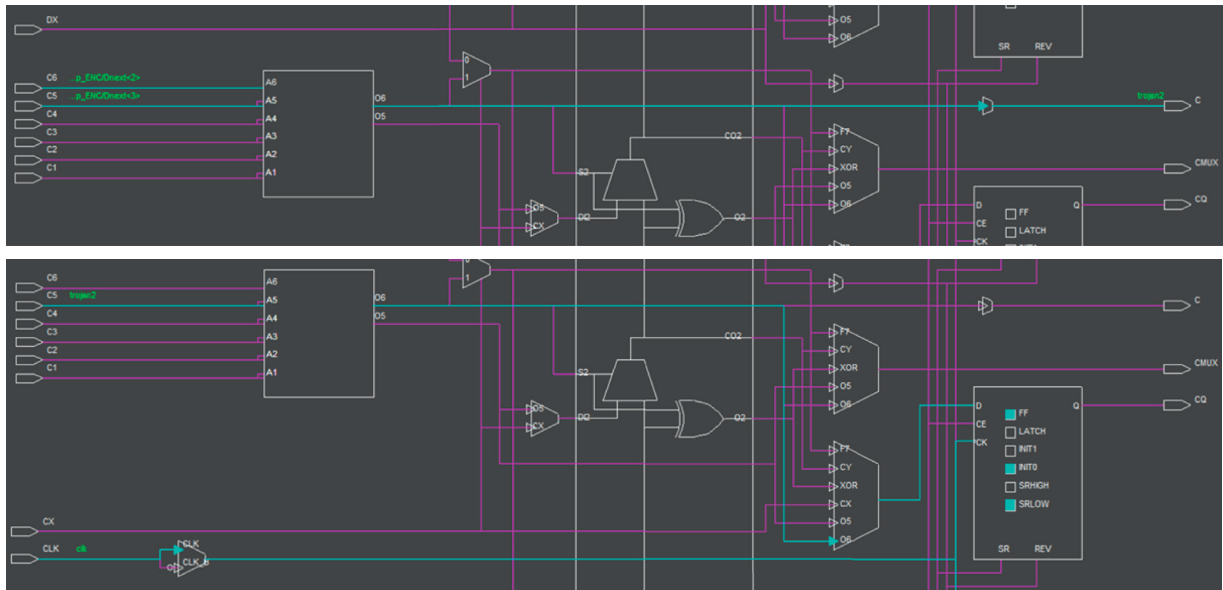 DX
C6 ...p_ENC/Dnext<2>
C5 ...p_ENC/Dnext<3>
C4
C3
C2
C1
A6
A5
A4
A3
A2
A1
O6
O5
0
1
O5
O6
SR REV
trojan2 C
CO2
S2
O5
CX
DI2
O2
F7
CY
XOR
O5
O6
CMUX
CQ
D
CE
CK
FF
LATCH
Q
C6
C5 trojan2
C4
C3
C2
C1
A6
A5
A4
A3
A2
A1
O6
O5
1
C
CO2
S2
O5
CX
DI2
O2
F7
CY
XOR
O5
O6
CMUX
CQ
F7
CY
XOR
CX
O5
O6
D
CE
CK
FF
LATCH
INIT1
INIT0
SRHIGH
SRLOW
Q
SR REV
CX
CLK clk
CLK
CLK_B